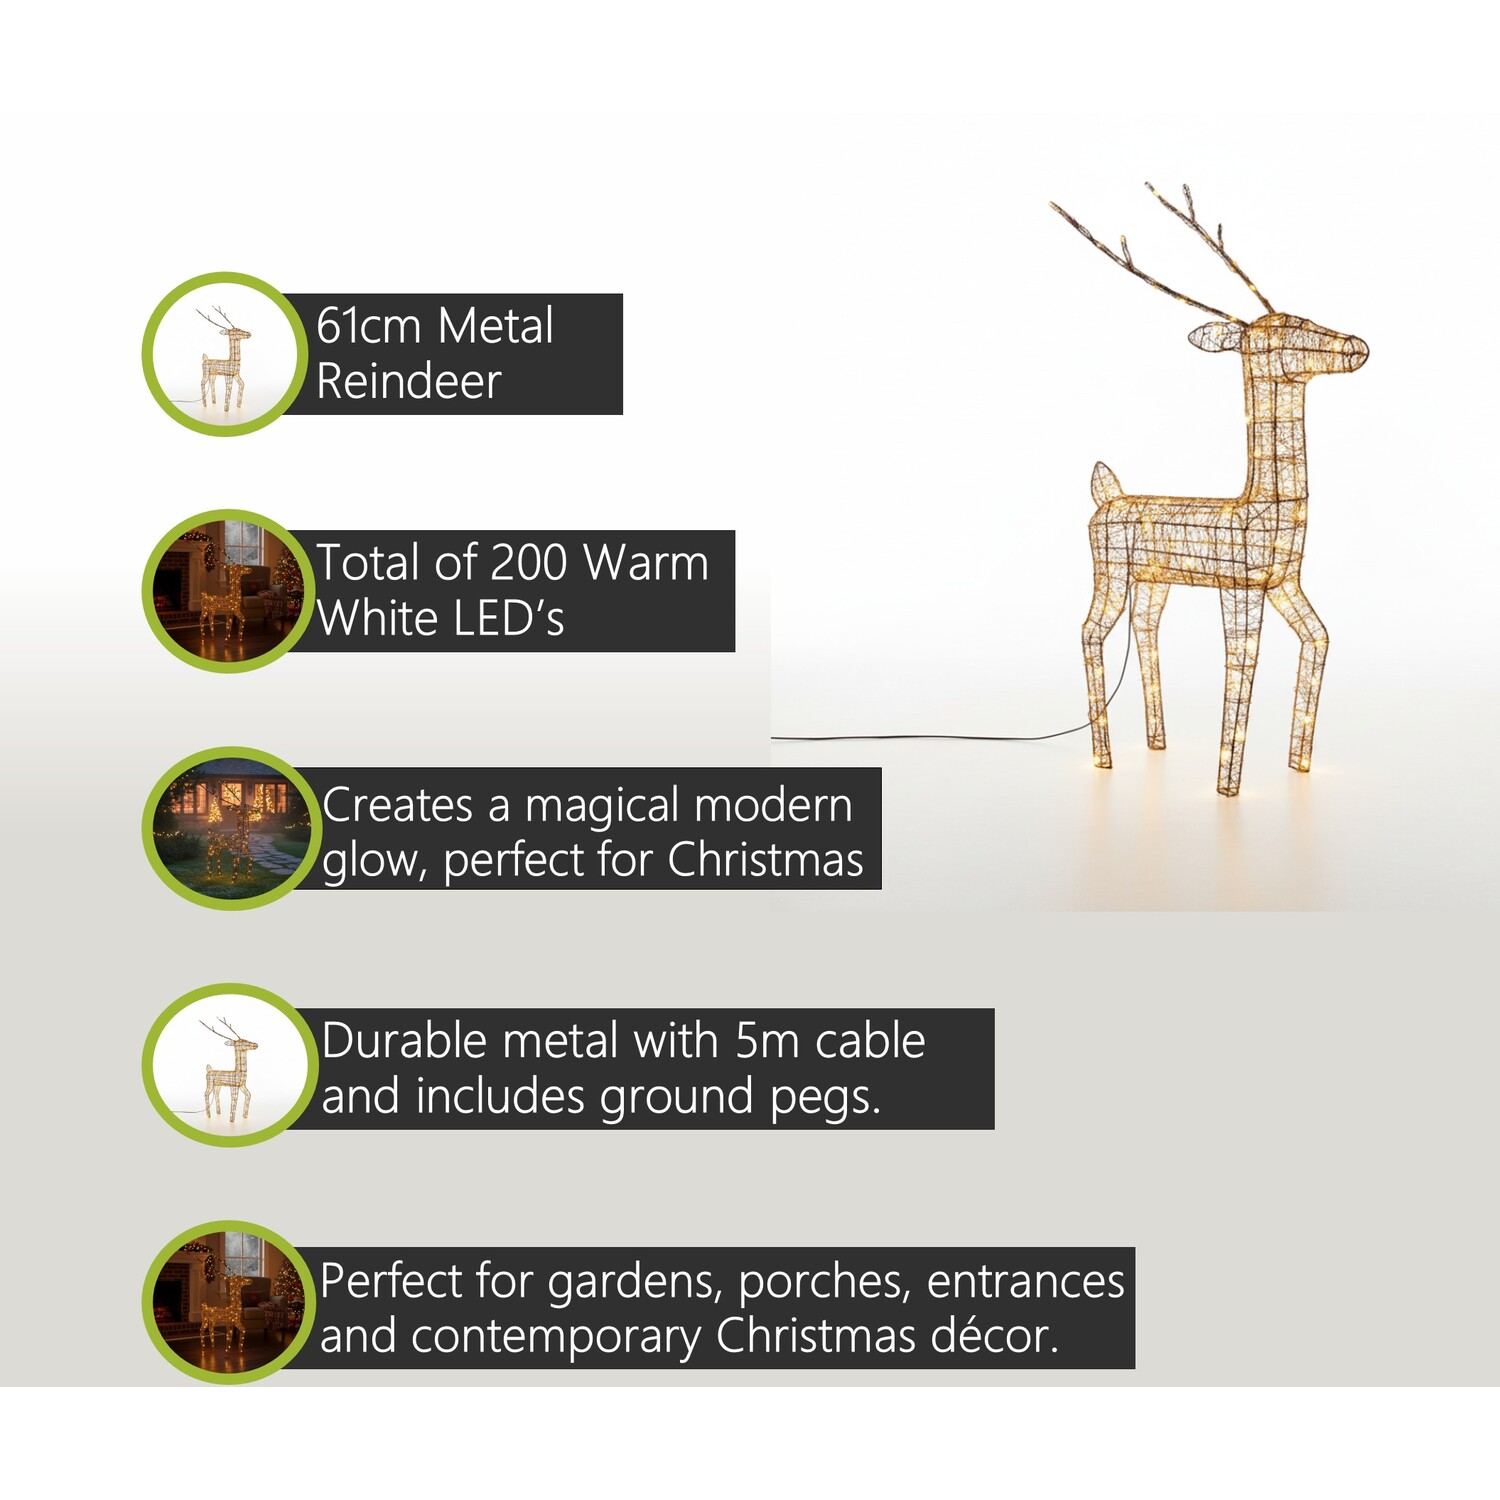 61cm Metal
Reindeer
Total of 200 Warm
White LED’s
Creates a magical modern
glow, perfect for Christmas
Durable metal with 5m cable
and includes ground pegs.
Perfect for gardens, porches, entrances
and contemporary Christmas décor.